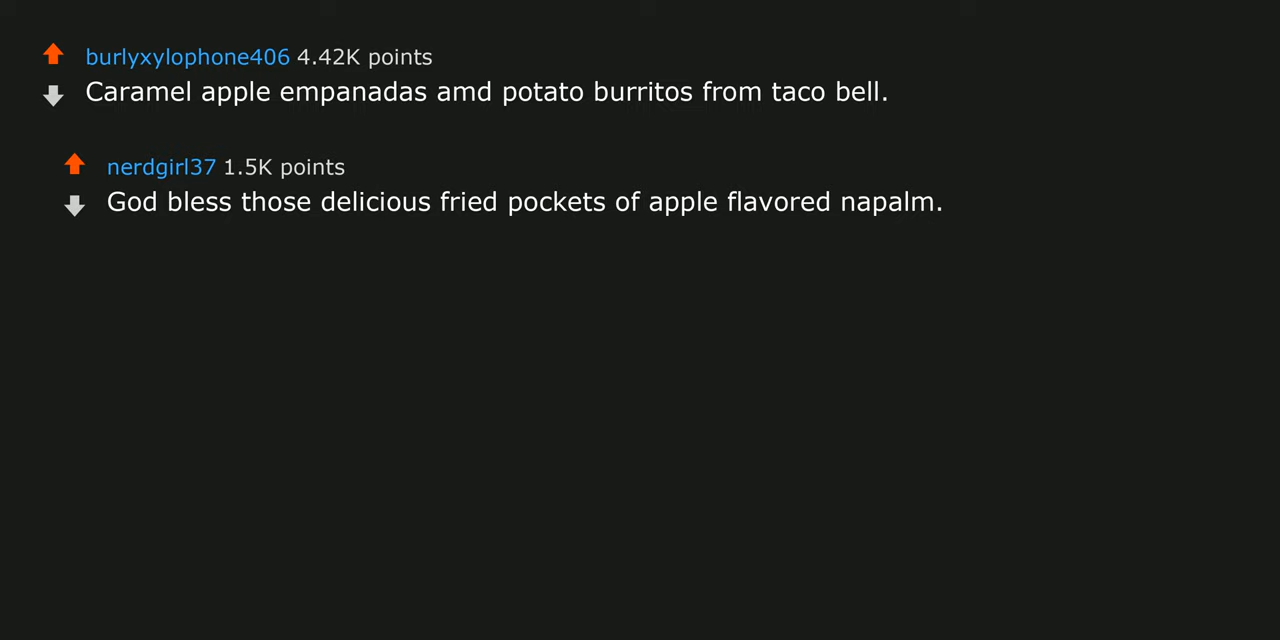 burlyxylophone406 4.42K points
Caramel apple empanadas amd potato burritos from taco bell.
nerdgirl37 1.5K points
God bless those delicious fried pockets of apple flavored napalm.